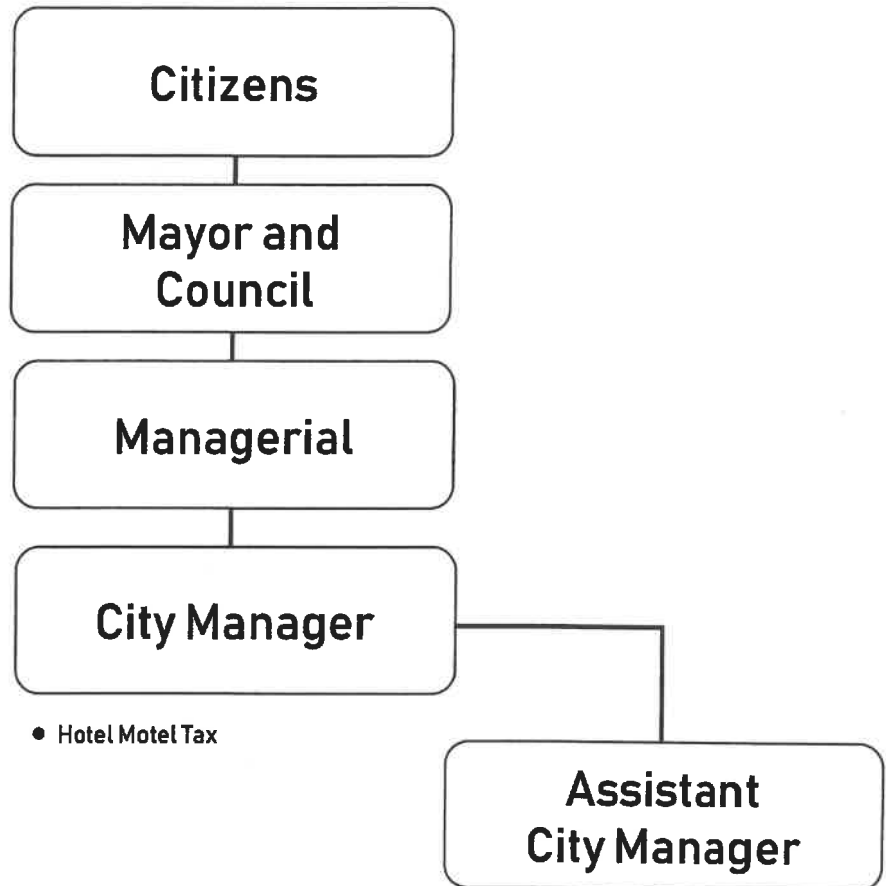 Citizens
Mayor and
Council
Managerial
City Manager
● Hotel Motel Tax
Assistant
City Manager